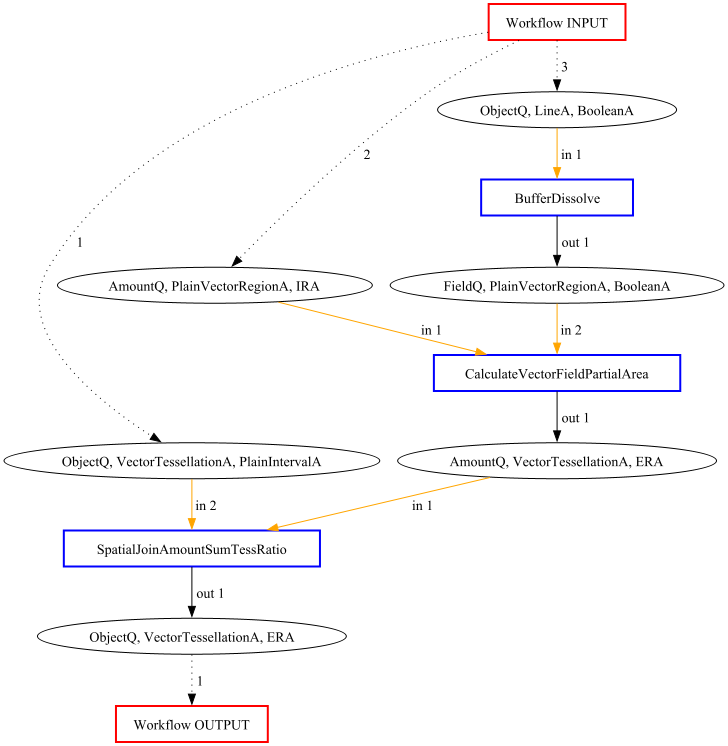 Workflow INPUT
3
ObjectQ, LineA, BooleanA
in 1
2
BufferDissolve
1
out 1
AmountQ, PlainVectorRegionA, IRA
FieldQ, PlainVectorRegionA, BooleanA
in 1
in 2
CalculateVectorFieldPartialArea
out 1
ObjectQ, VectorTessellationA, PlainIntervalA
AmountQ, VectorTessellationA, ERA
in 2
in 1
SpatialJoinAmountSumTessRatio
out 1
ObjectQ, VectorTessellationA, ERA
1
Workflow OUTPUT